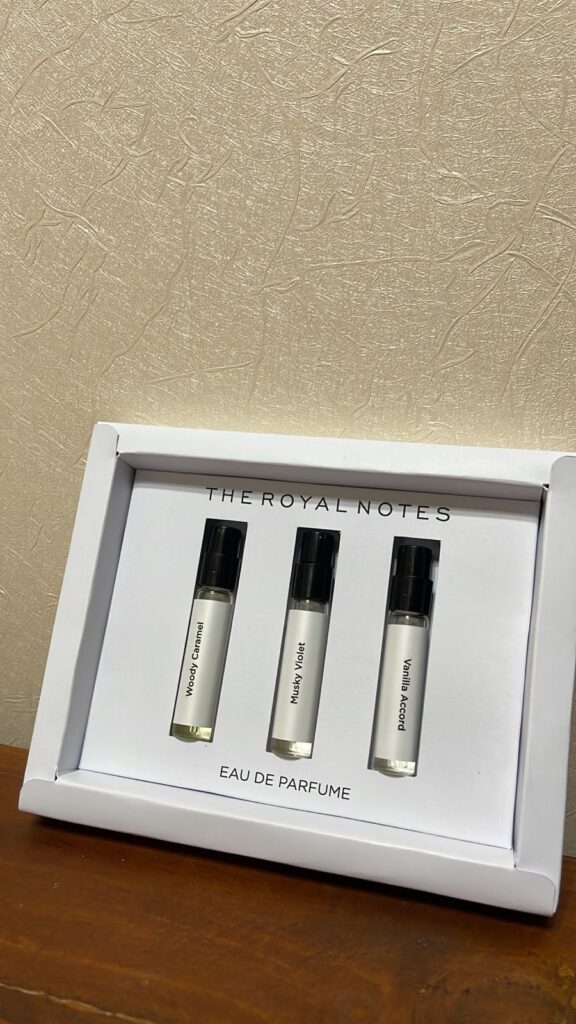 THE ROYAL NOTES
Woody Caramel
Musky Violet
Vanilla Accord
EAU DE PARFUME